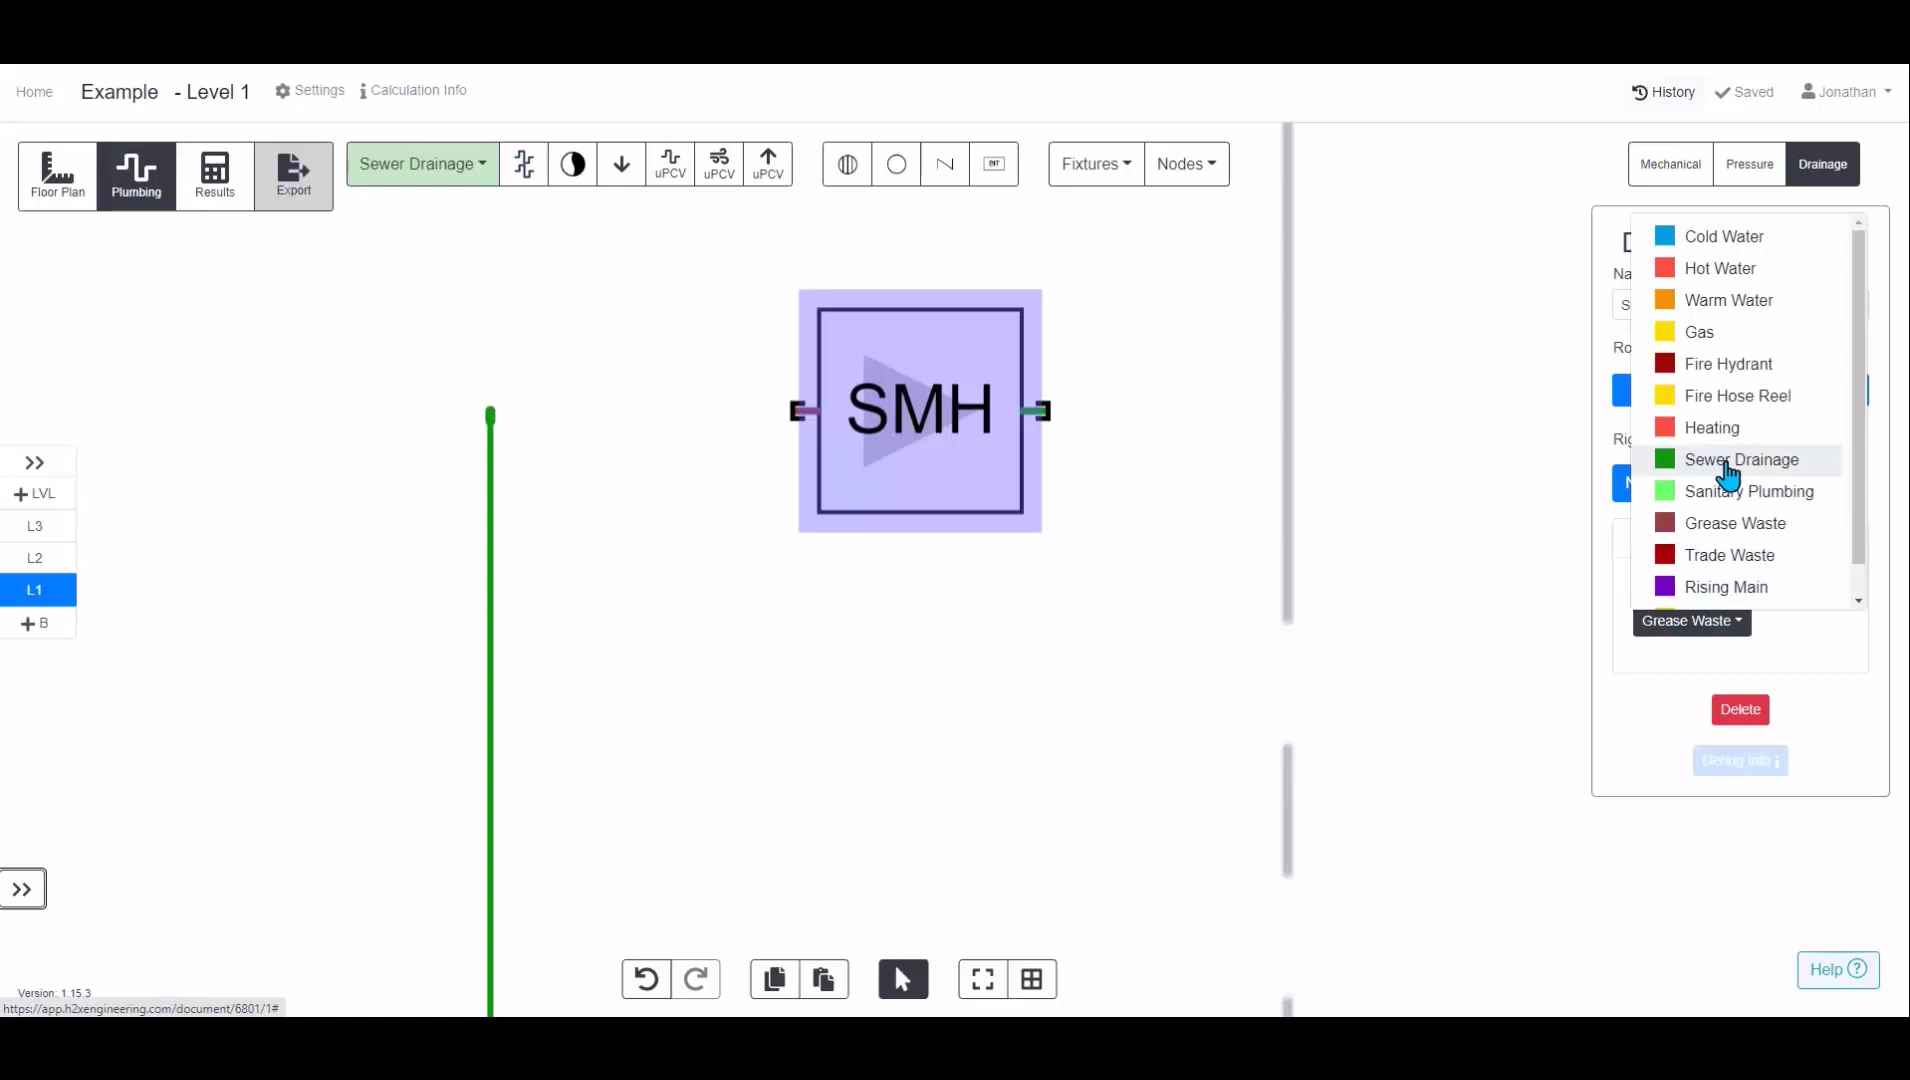 Home
Example - Level 1
Settings
Calculation Info
History
Saved
Jonathan
Floor Plan
Plumbing
Results
Export
Sewer Drainage
uPCV
uPCV
uPCV
Fixtures
Nodes
Mechanical
Pressure
Drainage
Cold Water
Na
Hot Water
Warm Water
S
Gas
Ro
Fire Hydrant
Fire Hose Reel
Heating
Rig
Sewer Drainage
Sanitary Plumbing
N
Grease Waste
Trade Waste
Rising Main
Grease Waste
Delete
Debug Info i
SMH
LVL
L3
L2
L1
B
Help
Version: 1.15.3
https://app.h2xengineering.com/document/6801/1#